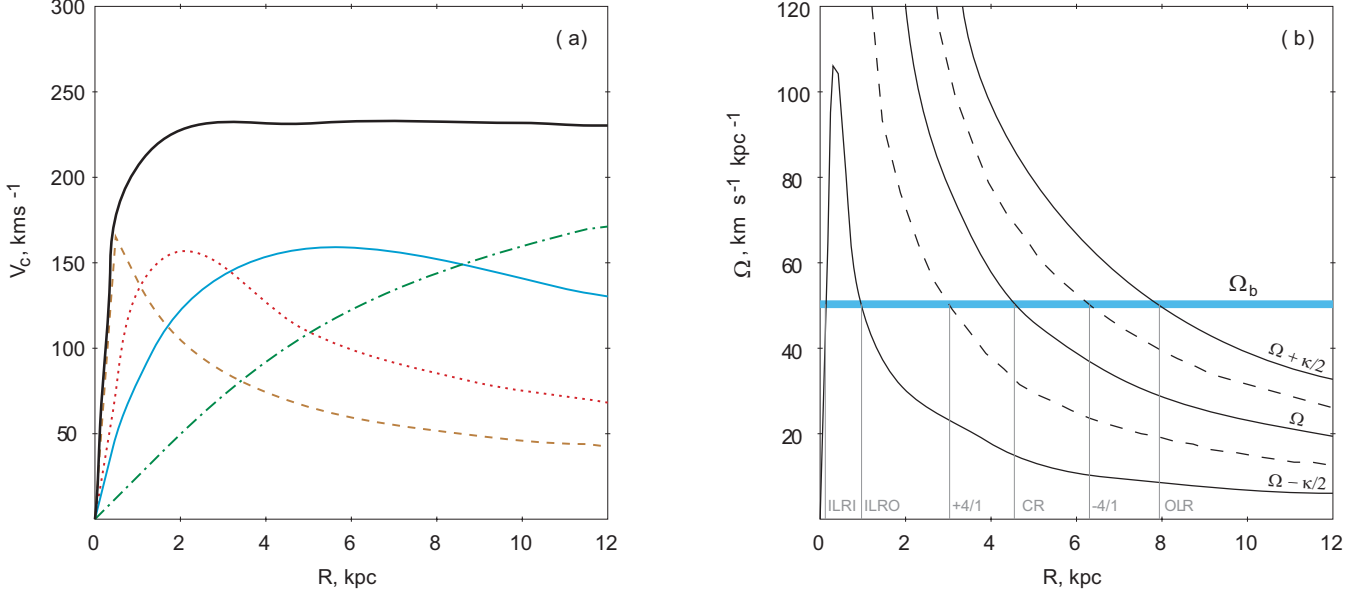 300
250
200
150
100
50
0
2
4
6
8
10
12
R, kpc
V_c, kms⁻¹
( a )
120
100
80
60
40
20
0
2
4
6
8
10
12
R, kpc
Ω, km s⁻¹ kpc⁻¹
( b )
Ω_b
Ω + κ/2
Ω
Ω − κ/2
ILRI
ILRO
+4/1
CR
-4/1
OLR